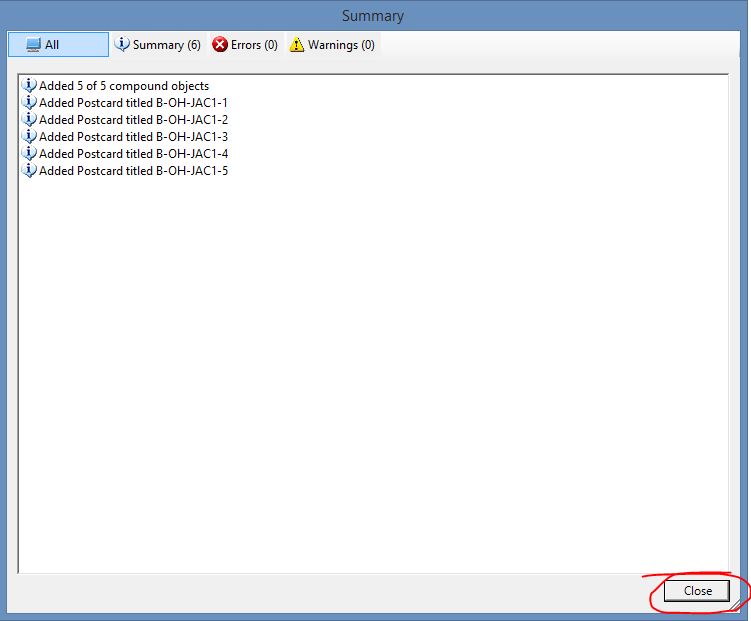 Summary
All Summary (6) Errors (0) Warnings (0)
Added 5 of 5 compound objects
Added Postcard titled B-OH-JAC1-1
Added Postcard titled B-OH-JAC1-2
Added Postcard titled B-OH-JAC1-3
Added Postcard titled B-OH-JAC1-4
Added Postcard titled B-OH-JAC1-5
Close